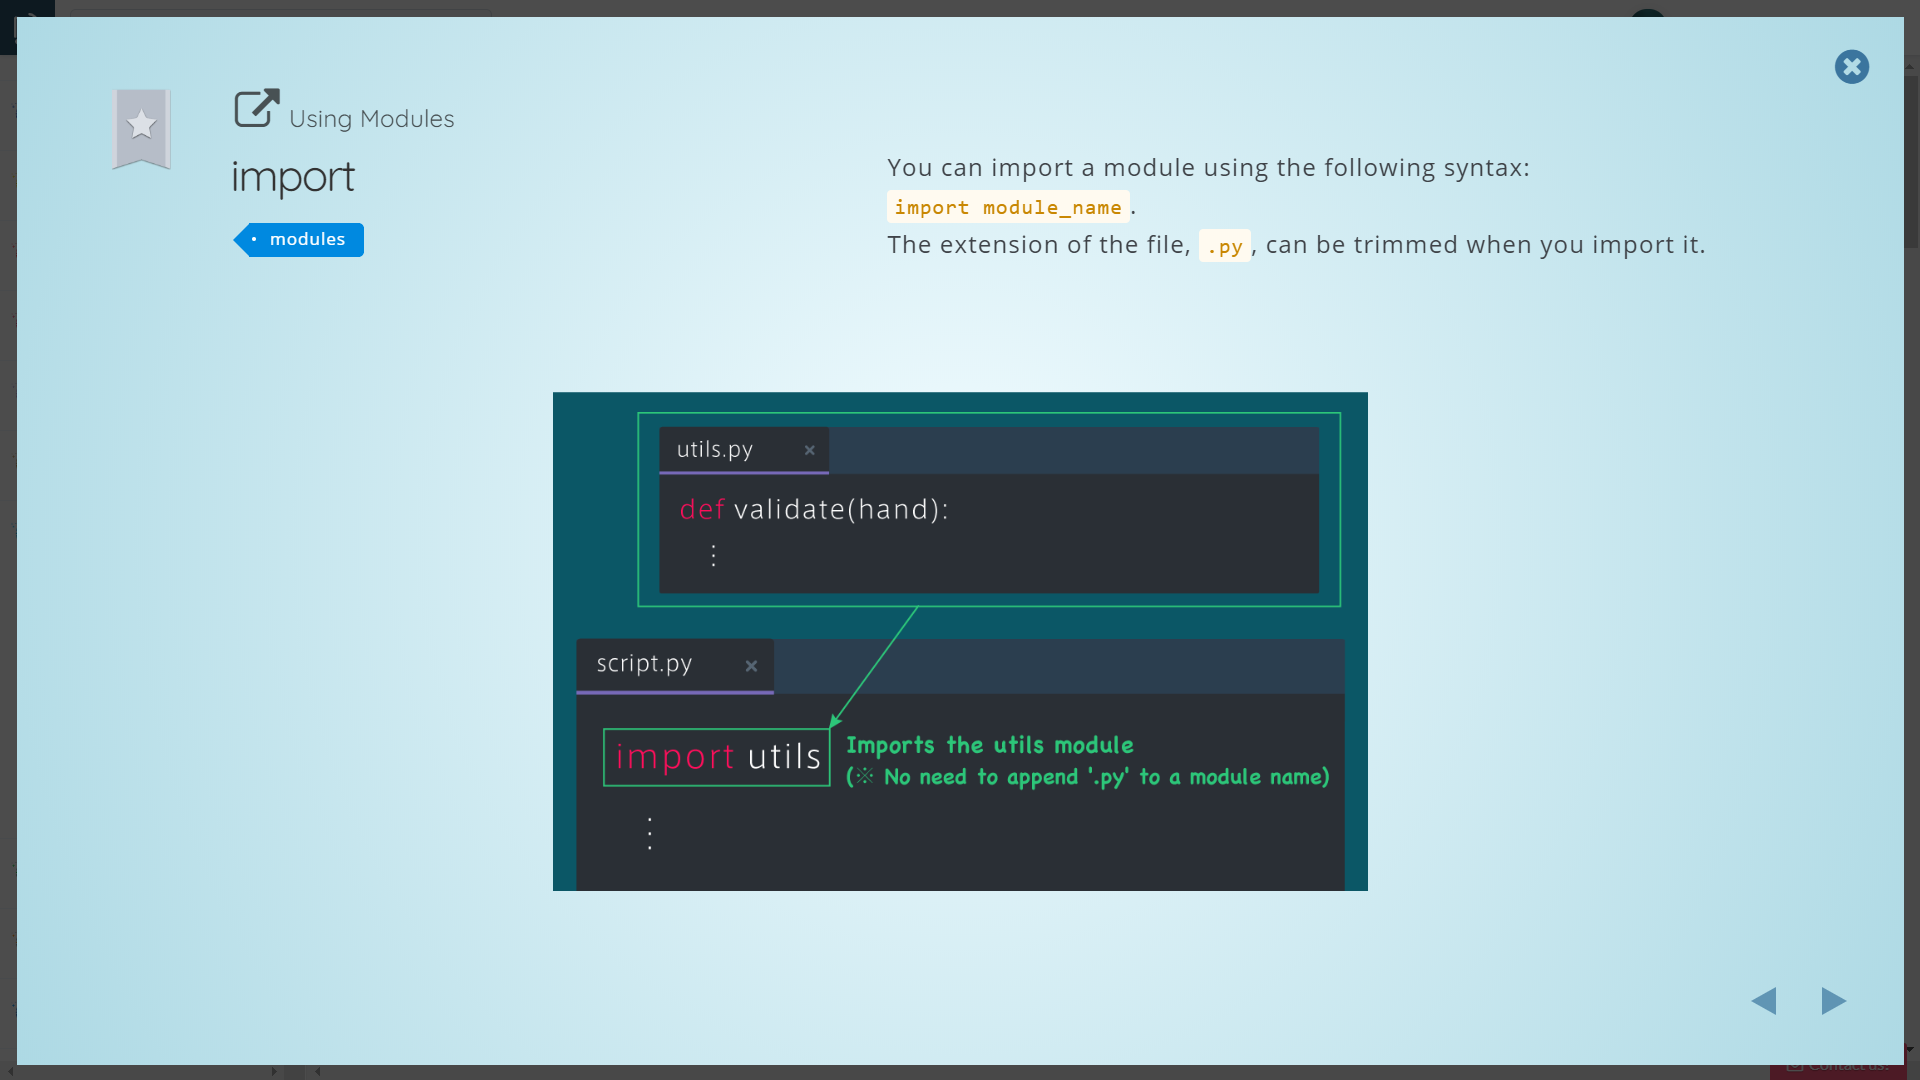 Using Modules
import
• modules
You can import a module using the following syntax:
import module_name.
The extension of the file, .py, can be trimmed when you import it.
utils.py ×
def validate(hand):
⋮
script.py ×
import utils
Imports the utils module
(※ No need to append '.py' to a module name)
⋮
Contact us!